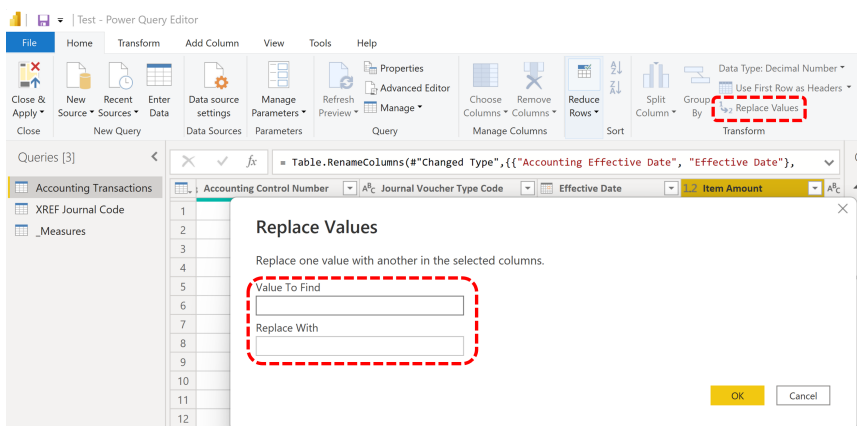 Test - Power Query Editor
File Home Transform Add Column View Tools Help
Close & Apply
New Source
Recent Sources
Enter Data
Data source settings
Manage Parameters
Refresh Preview
Properties
Advanced Editor
Manage
Choose Columns
Remove Columns
Reduce Rows
Split Column
Group By
Data Type: Decimal Number
Use First Row as Headers
Replace Values
Close New Query Data Sources Parameters Query Manage Columns Sort Transform
Queries [3]
fx = Table.RenameColumns(#"Changed Type",{{"Accounting Effective Date", "Effective Date"},
Accounting Transactions
XREF Journal Code
_Measures
Accounting Control Number ABC Journal Voucher Type Code Effective Date 1.2 Item Amount ABC
1
2
3
4
5
6
7
8
9
10
11
12
Replace Values
Replace one value with another in the selected columns.
Value To Find
Replace With
OK Cancel